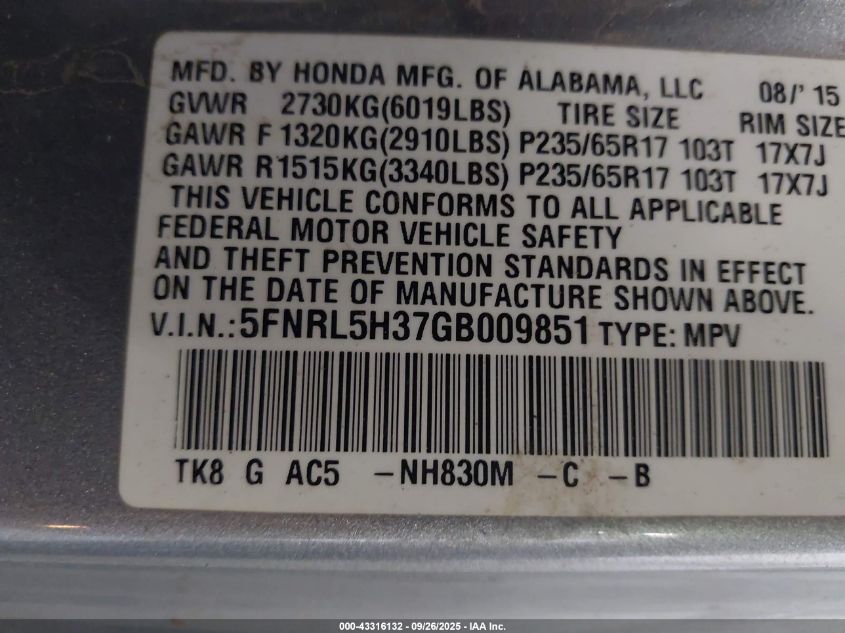 MFD. BY HONDA MFG. OF ALABAMA, LLC 08/' 15
GVWR 2730KG(6019LBS) TIRE SIZE RIM SIZE
GAWR F 1320KG(2910LBS) P235/65R17 103T 17X7J
GAWR R1515KG(3340LBS) P235/65R17 103T 17X7J
THIS VEHICLE CONFORMS TO ALL APPLICABLE
FEDERAL MOTOR VEHICLE SAFETY
AND THEFT PREVENTION STANDARDS IN EFFECT
ON THE DATE OF MANUFACTURE SHOWN ABOVE.
V.I.N.: 5FNRL5H37GB009851 TYPE: MPV
TK8 G AC5 -NH830M -C -B
000-43316132 - 09/26/2025 - IAA Inc.